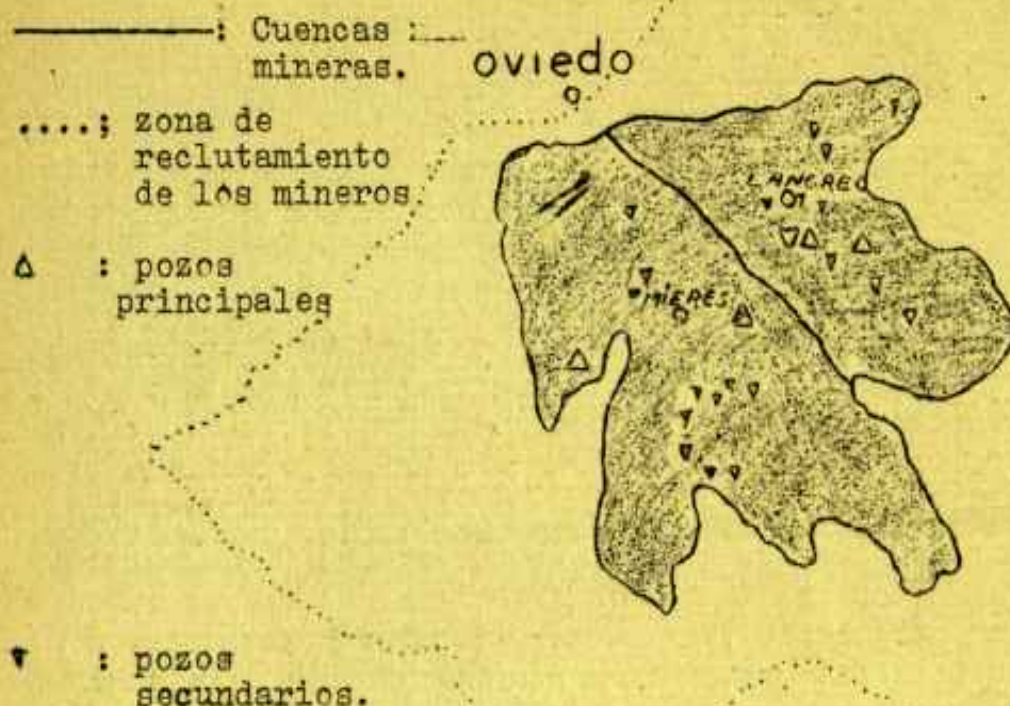 : Cuencas :
mineras.
Oviedo
....; zona de
reclutamiento
de los mineros.
LANGREO
: pozos
principales
MIERES
: pozos
secundarios.